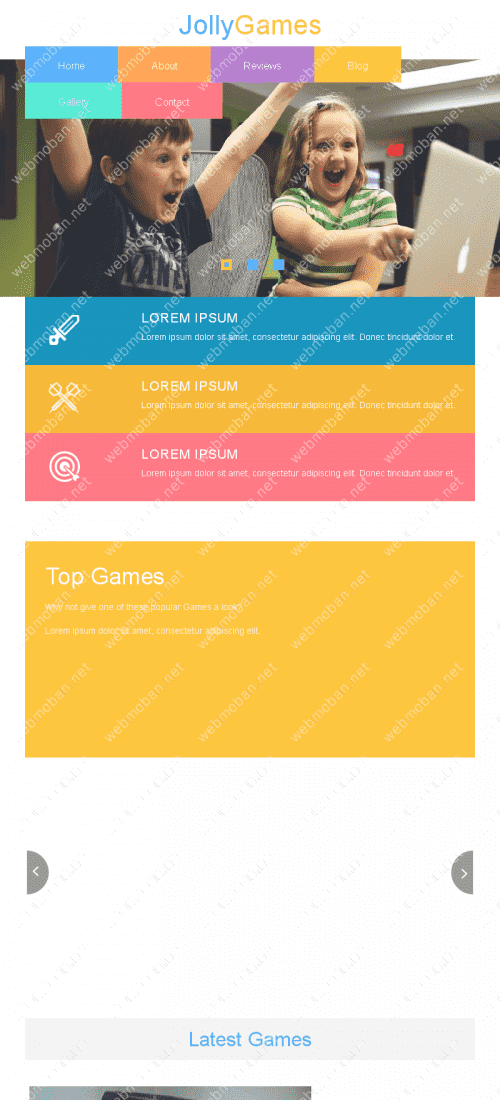 JollyGames
Home
About
Reviews
Blog
Gallery
Contact
LOREM IPSUM
Lorem ipsum dolor sit amet, consectetur adipiscing elit. Donec tincidunt dolor et.
LOREM IPSUM
Lorem ipsum dolor sit amet, consectetur adipiscing elit. Donec tincidunt dolor et.
LOREM IPSUM
Lorem ipsum dolor sit amet, consectetur adipiscing elit. Donec tincidunt dolor et.
Top Games
Why not give one of these popular Games a look?
Lorem ipsum dolor sit amet, consectetur adipiscing elit.
Latest Games
webmoban.net